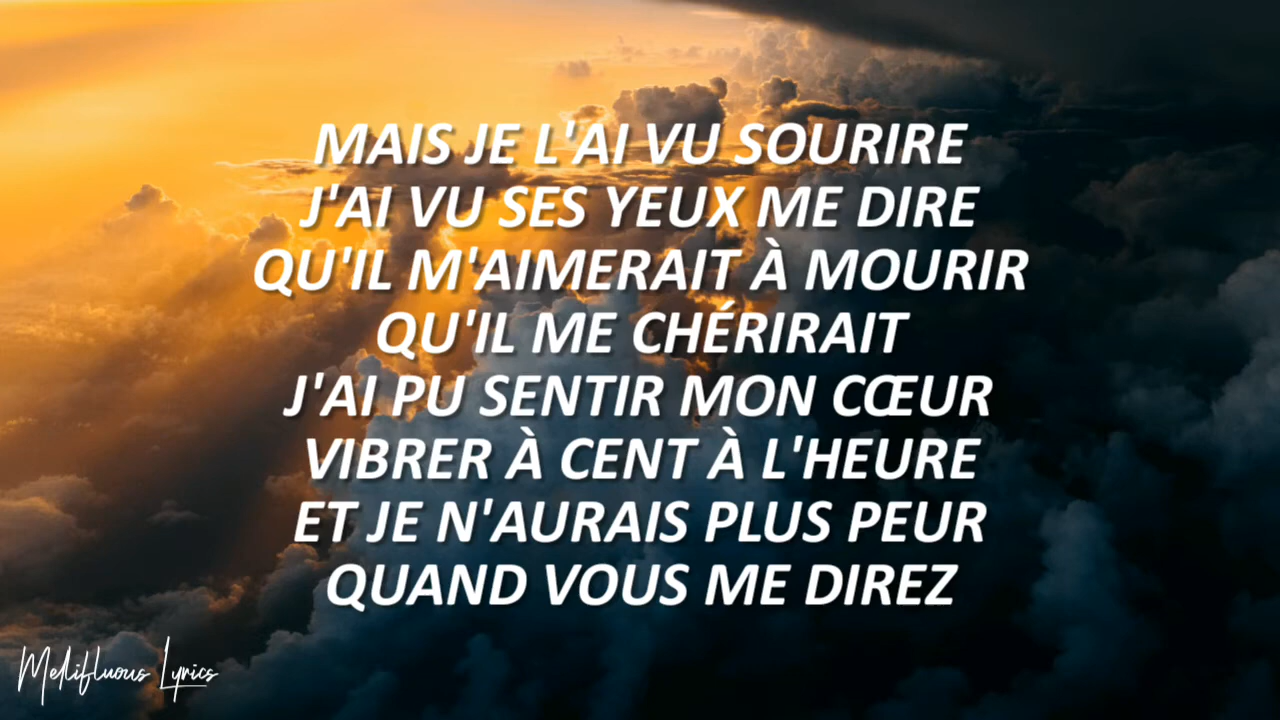 MAIS JE L'AI VU SOURIRE
J'AI VU SES YEUX ME DIRE
QU'IL M'AIMERAIT À MOURIR
QU'IL ME CHÉRIRAIT
J'AI PU SENTIR MON CŒUR
VIBRER À CENT À L'HEURE
ET JE N'AURAIS PLUS PEUR
QUAND VOUS ME DIREZ
Mellifluous Lyrics